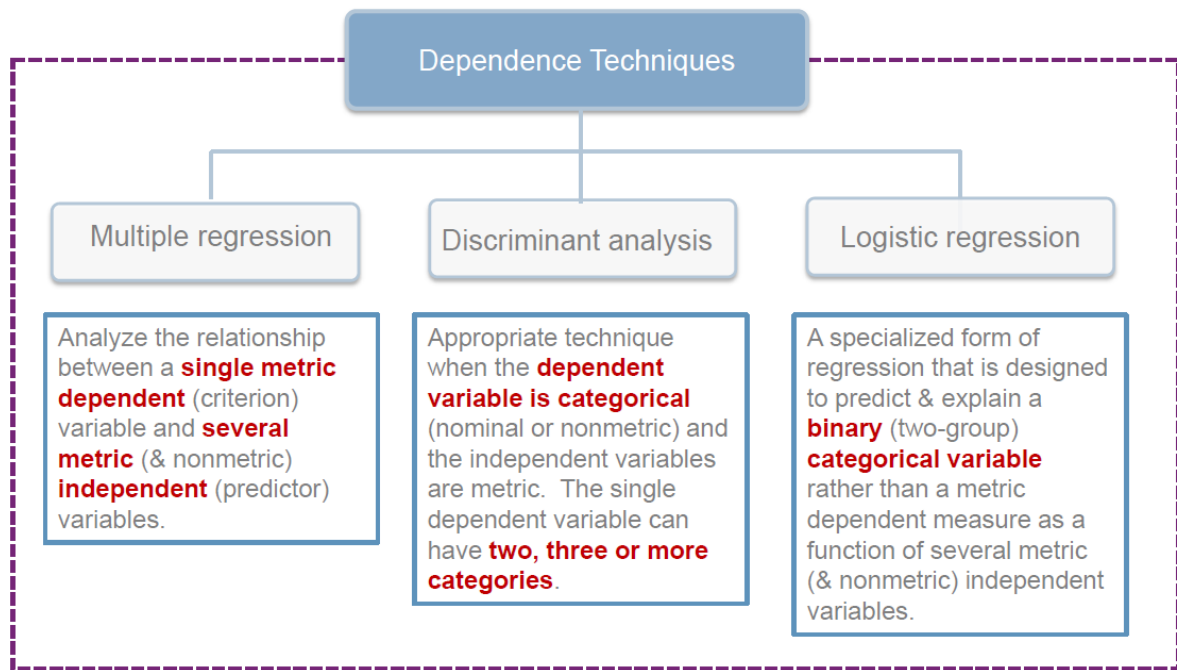 Dependence Techniques
Multiple regression
Discriminant analysis
Logistic regression
Analyze the relationship
between a single metric
dependent (criterion)
variable and several
metric (& nonmetric)
independent (predictor)
variables.
Appropriate technique
when the dependent
variable is categorical
(nominal or nonmetric) and
the independent variables
are metric.  The single
dependent variable can
have two, three or more
categories.
A specialized form of
regression that is designed
to predict & explain a
binary (two-group)
categorical variable
rather than a metric
dependent measure as a
function of several metric
(& nonmetric) independent
variables.